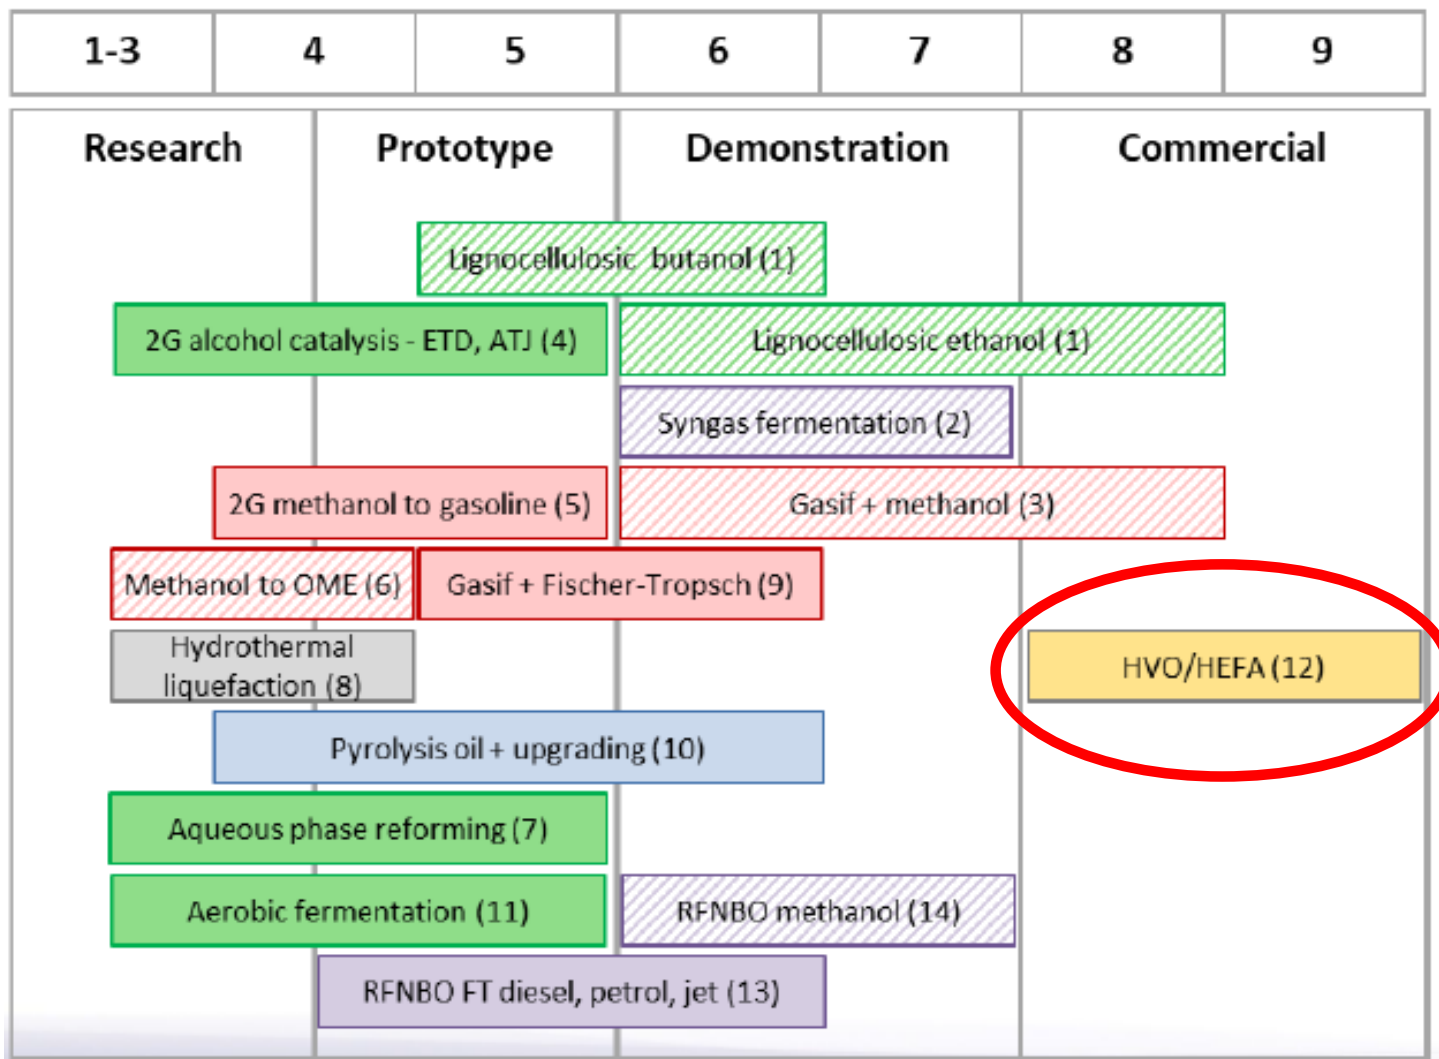 1-3 4 5 6 7 8 9
Research Prototype Demonstration Commercial
Lignocellulosic butanol (1)
2G alcohol catalysis - ETD, ATJ (4)
Lignocellulosic ethanol (1)
Syngas fermentation (2)
2G methanol to gasoline (5)
Gasif + methanol (3)
Methanol to OME (6)
Gasif + Fischer-Tropsch (9)
Hydrothermal
liquefaction (8)
HVO/HEFA (12)
Pyrolysis oil + upgrading (10)
Aqueous phase reforming (7)
Aerobic fermentation (11)
RFNBO methanol (14)
RFNBO FT diesel, petrol, jet (13)